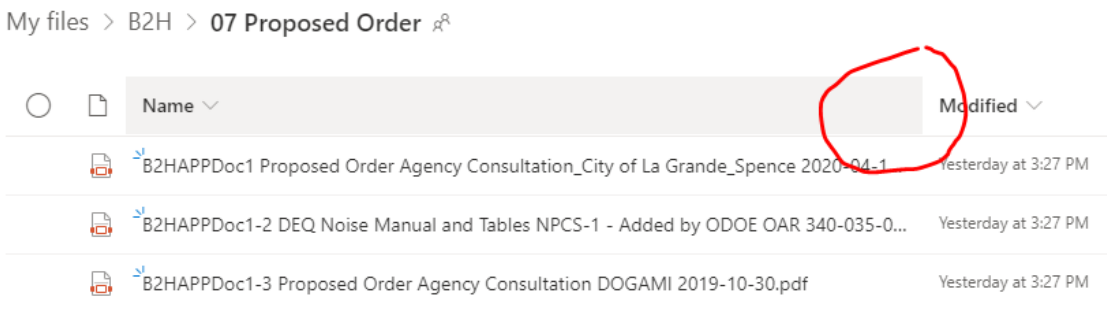 My files > B2H > 07 Proposed Order
Name Modified
B2HAPPDoc1 Proposed Order Agency Consultation_City of La Grande_Spence 2020-04-1... Yesterday at 3:27 PM
B2HAPPDoc1-2 DEQ Noise Manual and Tables NPCS-1 - Added by ODOE OAR 340-035-0... Yesterday at 3:27 PM
B2HAPPDoc1-3 Proposed Order Agency Consultation DOGAMI 2019-10-30.pdf Yesterday at 3:27 PM